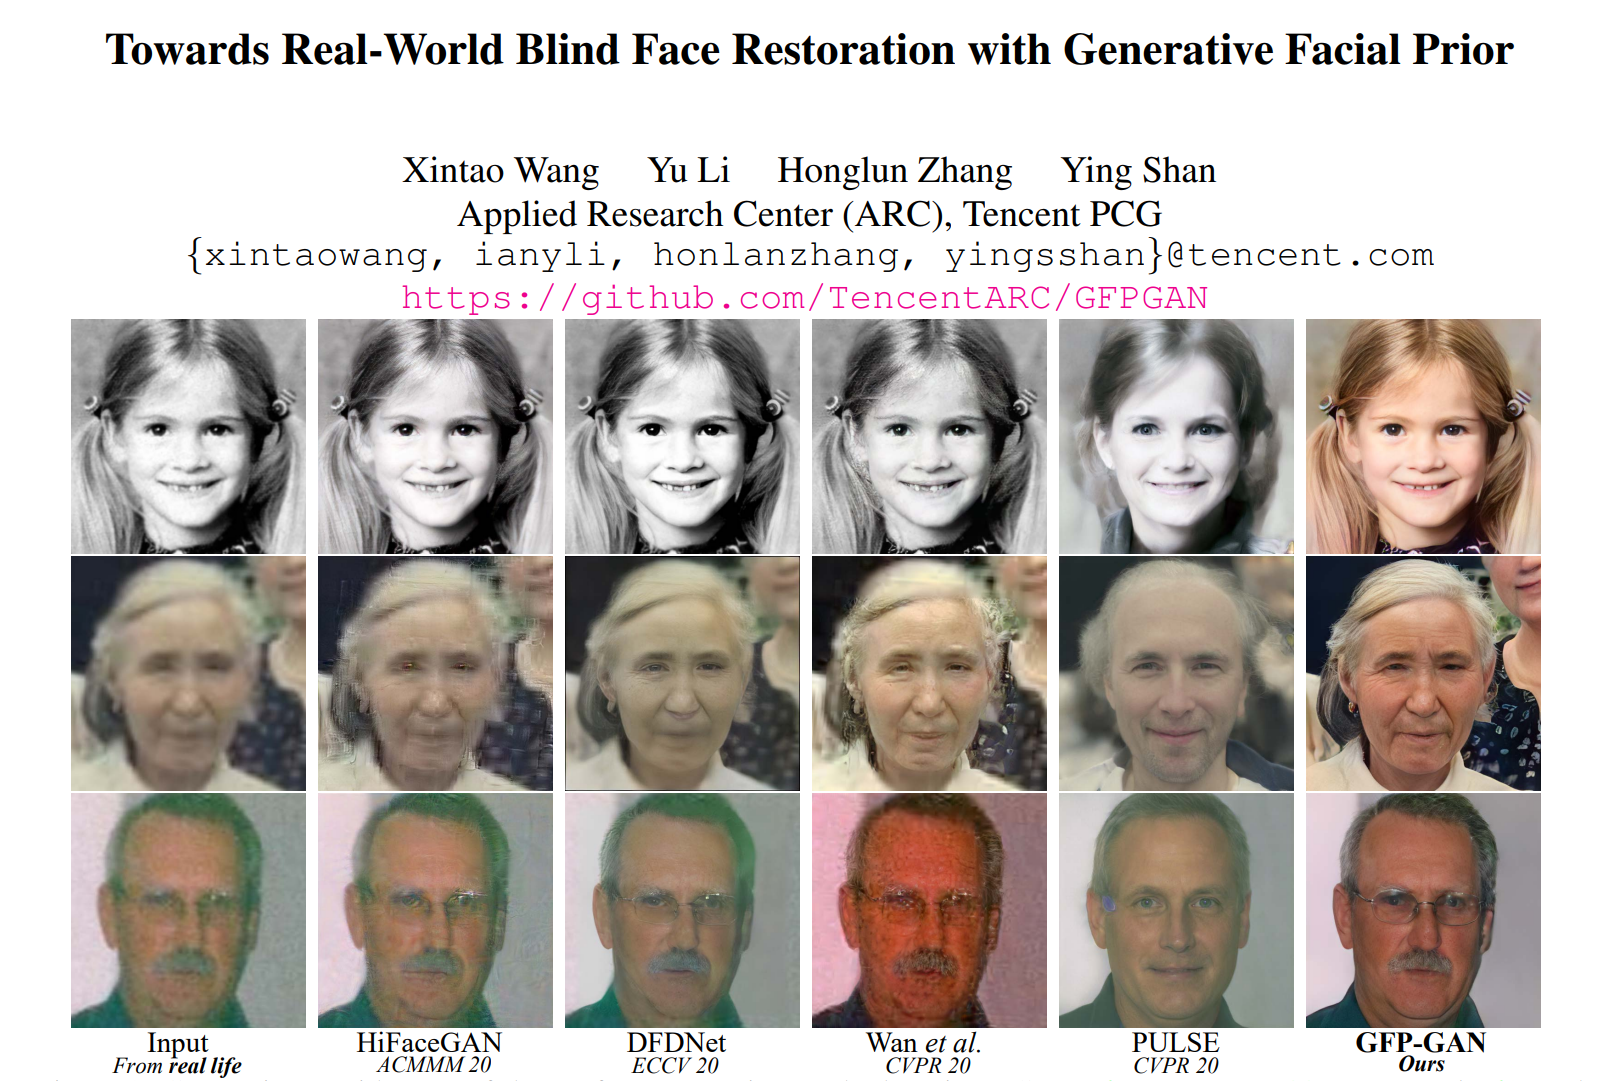 Towards Real-World Blind Face Restoration with Generative Facial Prior
Xintao Wang Yu Li Honglun Zhang Ying Shan
Applied Research Center (ARC), Tencent PCG
{xintaowang, ianyli, honlanzhang, yingsshan}@tencent.com
https://github.com/TencentARC/GFPGAN
Input HiFaceGAN DFDNet Wan et al. PULSE GFP-GAN
From real life ACMMM 20 ECCV 20 CVPR 20 CVPR 20 Ours